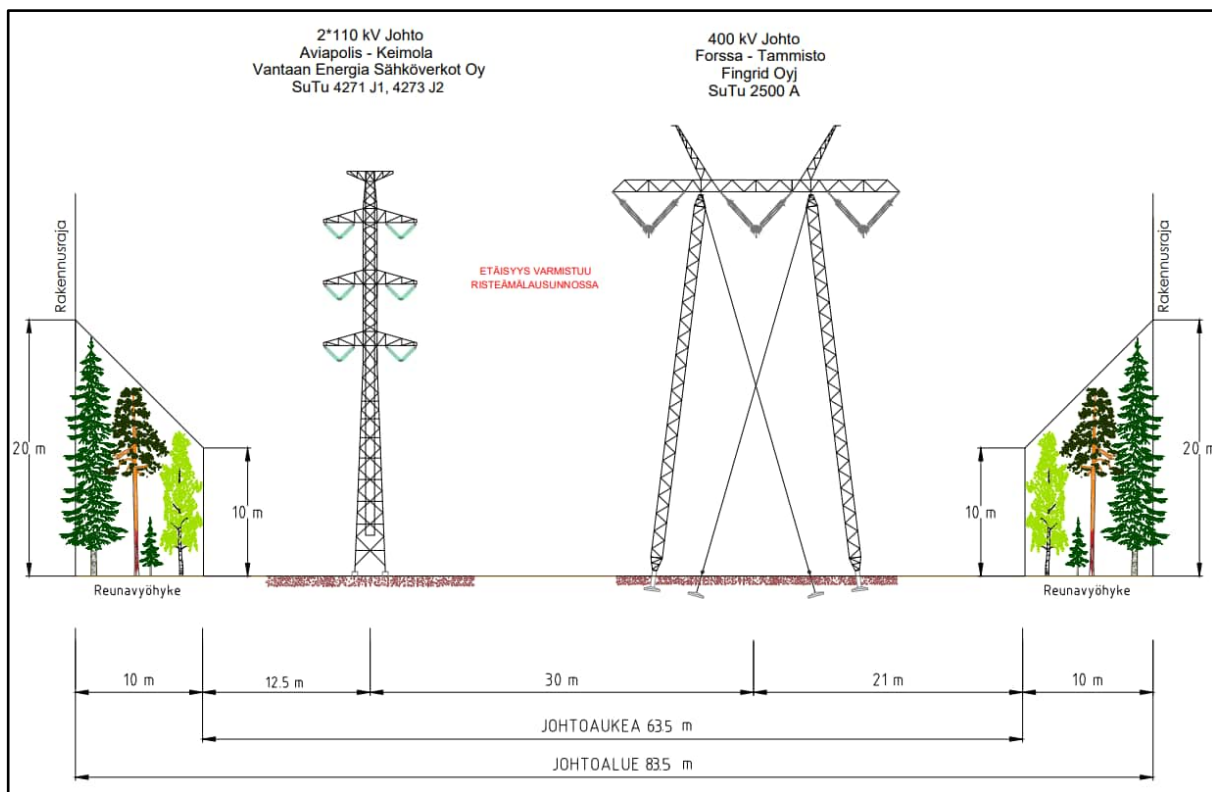 2*110 kV Johto
Aviapolis - Keimola
Vantaan Energia Sähköverkot Oy
SuTu 4271 J1, 4273 J2
400 kV Johto
Forssa - Tammisto
Fingrid Oyj
SuTu 2500 A
Rakennusraja
ETÄISYYS VARMISTUU
RISTEÄMÄLAUSUNNOSSA
Rakennusraja
20 m
10 m
10 m
20 m
Reunavyöhyke
Reunavyöhyke
10 m
12.5 m
30 m
21 m
10 m
JOHTOAUKEA 63.5 m
JOHTOALUE 83.5 m